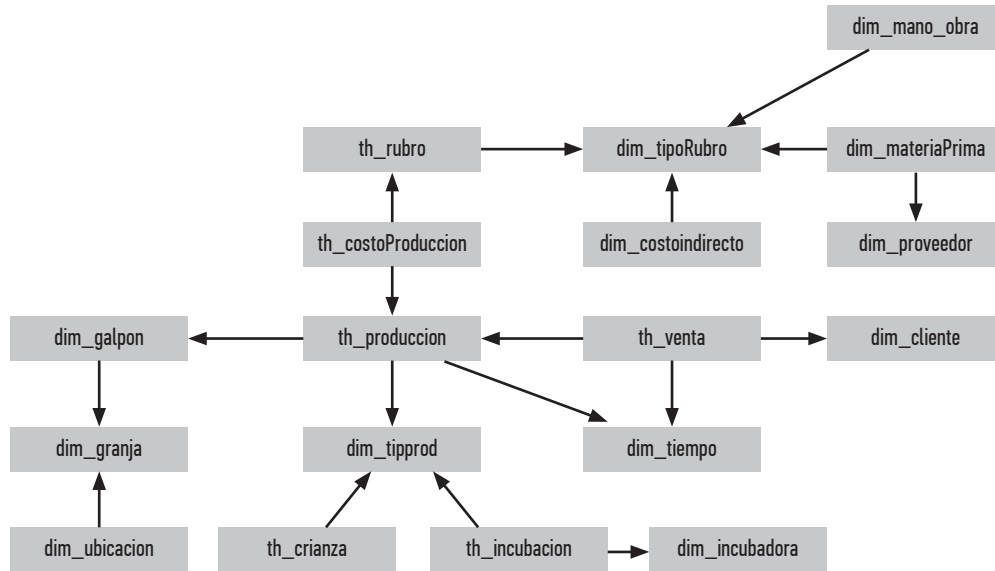 dim_mano_obra
th_rubro
dim_tipoRubro
dim_materiaPrima
th_costoProduccion
dim_costoindirecto
dim_proveedor
dim_galpon
th_produccion
th_venta
dim_cliente
dim_granja
dim_tipprod
dim_tiempo
dim_ubicacion
th_crianza
th_incubacion
dim_incubadora